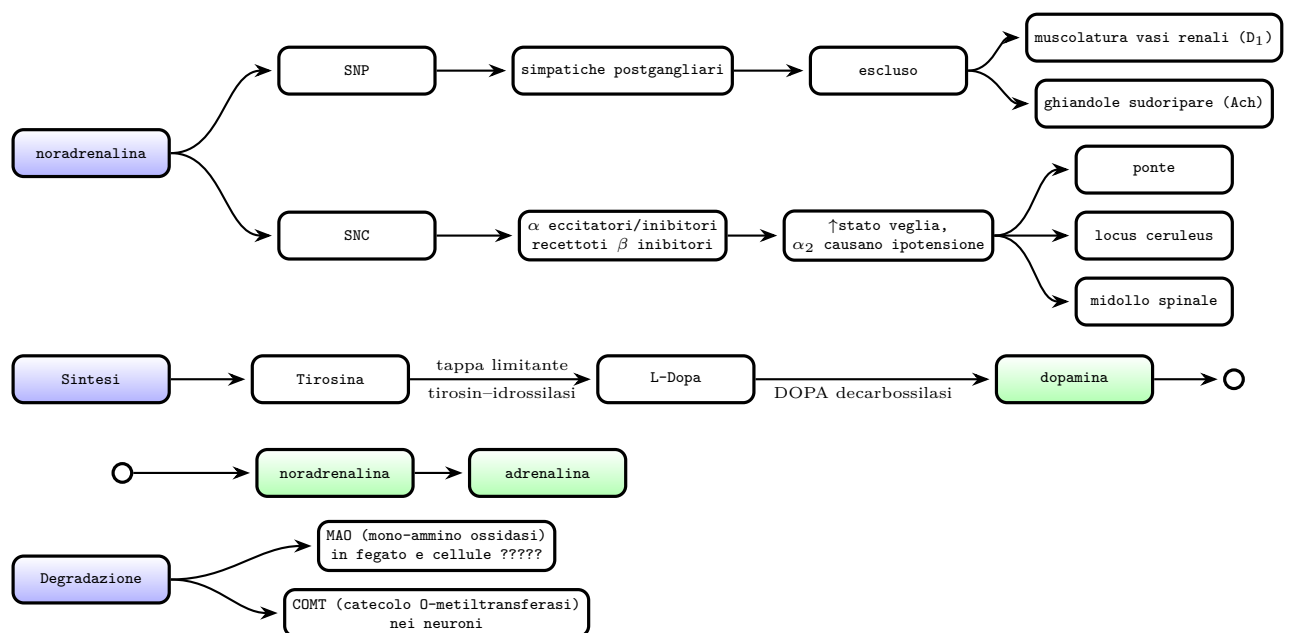 noradrenalina
SNP
simpatiche postgangliari
escluso
muscolatura vasi renali (D₁)
ghiandole sudoripare (Ach)
SNC
α eccitatori/inibitori
recettoti β inibitori
↑stato veglia,
α₂ causano ipotensione
ponte
locus ceruleus
midollo spinale
Sintesi
Tirosina
tappa limitante
tirosin–idrossilasi
L-Dopa
DOPA decarbossilasi
dopamina
noradrenalina
adrenalina
Degradazione
MAO (mono-ammino ossidasi)
in fegato e cellule ?????
COMT (catecolo O-metiltransferasi)
nei neuroni